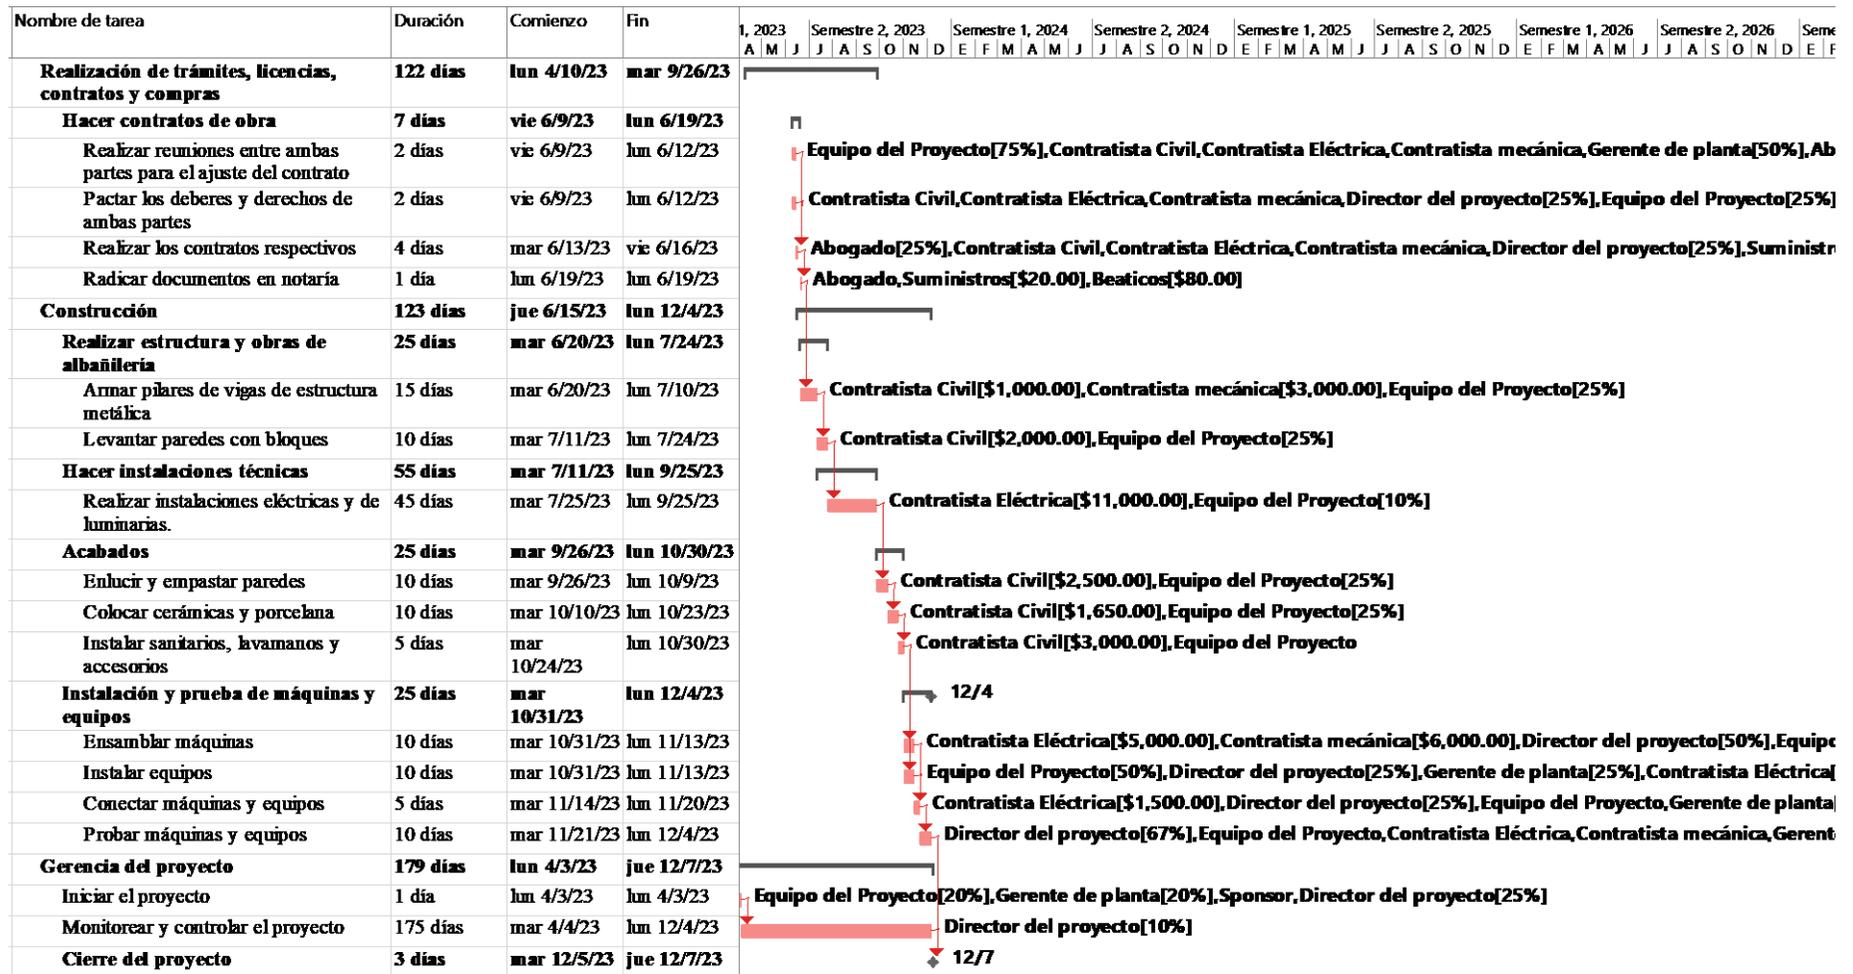 Nombre de tarea Duración Comienzo Fin
1, 2023 Semestre 2, 2023 Semestre 1, 2024 Semestre 2, 2024 Semestre 1, 2025 Semestre 2, 2025 Semestre 1, 2026 Semestre 2, 2026 Seme
A M J J A S O N D E F M A M J J A S O N D E F M A M J J A S O N D E F M A M J J A S O N D E F
Realización de trámites, licencias, 122 días lun 4/10/23 mar 9/26/23
contratos y compras
Hacer contratos de obra 7 días vie 6/9/23 lun 6/19/23
Realizar reuniones entre ambas 2 días vie 6/9/23 lun 6/12/23 Equipo del Proyecto[75%],Contratista Civil,Contratista Eléctrica,Contratista mecánica,Gerente de planta[50%],Ab
partes para el ajuste del contrato
Pactar los deberes y derechos de 2 días vie 6/9/23 lun 6/12/23 Contratista Civil,Contratista Eléctrica,Contratista mecánica,Director del proyecto[25%],Equipo del Proyecto[25%]
ambas partes
Realizar los contratos respectivos 4 días mar 6/13/23 vie 6/16/23 Abogado[25%],Contratista Civil,Contratista Eléctrica,Contratista mecánica,Director del proyecto[25%],Suministr
Radicar documentos en notaría 1 día lun 6/19/23 lun 6/19/23 Abogado,Suministros[$20.00],Beaticos[$80.00]
Construcción 123 días jue 6/15/23 lun 12/4/23
Realizar estructura y obras de 25 días mar 6/20/23 lun 7/24/23
albañilería
Armar pilares de vigas de estructura 15 días mar 6/20/23 lun 7/10/23 Contratista Civil[$1,000.00],Contratista mecánica[$3,000.00],Equipo del Proyecto[25%]
metálica
Levantar paredes con bloques 10 días mar 7/11/23 lun 7/24/23 Contratista Civil[$2,000.00],Equipo del Proyecto[25%]
Hacer instalaciones técnicas 55 días mar 7/11/23 lun 9/25/23
Realizar instalaciones eléctricas y de 45 días mar 7/25/23 lun 9/25/23 Contratista Eléctrica[$11,000.00],Equipo del Proyecto[10%]
luminarias.
Acabados 25 días mar 9/26/23 lun 10/30/23
Enlucir y empastar paredes 10 días mar 9/26/23 lun 10/9/23 Contratista Civil[$2,500.00],Equipo del Proyecto[25%]
Colocar cerámicas y porcelana 10 días mar 10/10/23 lun 10/23/23 Contratista Civil[$1,650.00],Equipo del Proyecto[25%]
Instalar sanitarios, lavamanos y 5 días mar lun 10/30/23 Contratista Civil[$3,000.00],Equipo del Proyecto
accesorios 10/24/23
Instalación y prueba de máquinas y 25 días mar lun 12/4/23 12/4
equipos 10/31/23
Ensamblar máquinas 10 días mar 10/31/23 lun 11/13/23 Contratista Eléctrica[$5,000.00],Contratista mecánica[$6,000.00],Director del proyecto[50%],Equipo
Instalar equipos 10 días mar 10/31/23 lun 11/13/23 Equipo del Proyecto[50%],Director del proyecto[25%],Gerente de planta[25%],Contratista Eléctrica[
Conectar máquinas y equipos 5 días mar 11/14/23 lun 11/20/23 Contratista Eléctrica[$1,500.00],Director del proyecto[25%],Equipo del Proyecto,Gerente de planta[
Probar máquinas y equipos 10 días mar 11/21/23 lun 12/4/23 Director del proyecto[67%],Equipo del Proyecto,Contratista Eléctrica,Contratista mecánica,Gerent
Gerencia del proyecto 179 días lun 4/3/23 jue 12/7/23
Iniciar el proyecto 1 día lun 4/3/23 lun 4/3/23 Equipo del Proyecto[20%],Gerente de planta[20%],Sponsor,Director del proyecto[25%]
Monitorear y controlar el proyecto 175 días mar 4/4/23 lun 12/4/23 Director del proyecto[10%]
Cierre del proyecto 3 días mar 12/5/23 jue 12/7/23 12/7